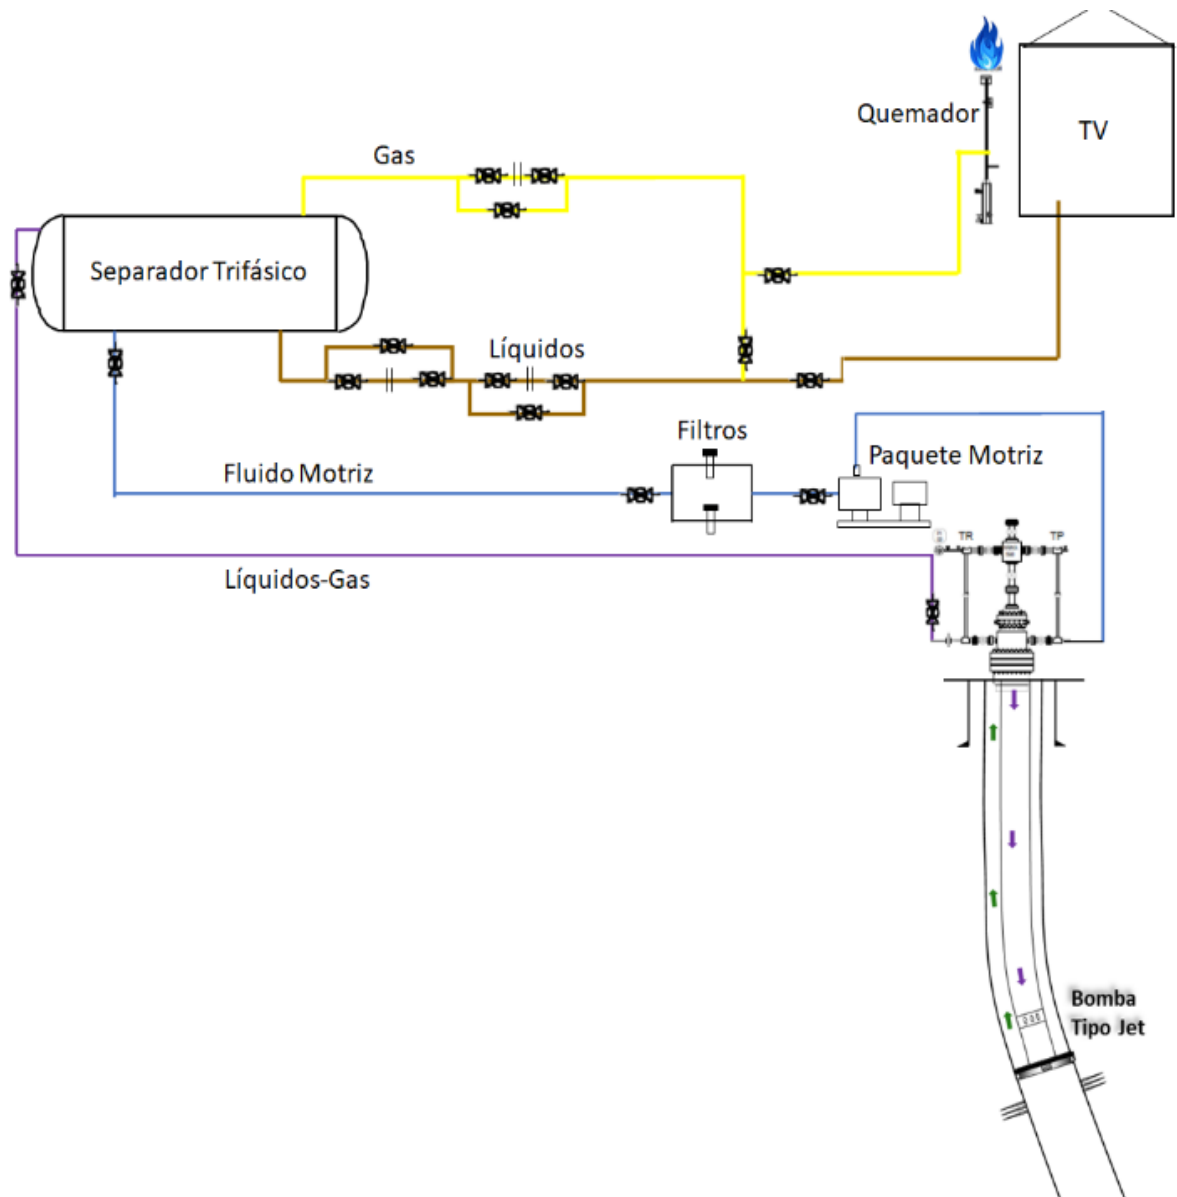 Quemador
TV
Gas
Separador Trifásico
Líquidos
Filtros
Paquete Motriz
Fluido Motriz
TR
TP
Líquidos-Gas
Bomba
Tipo Jet